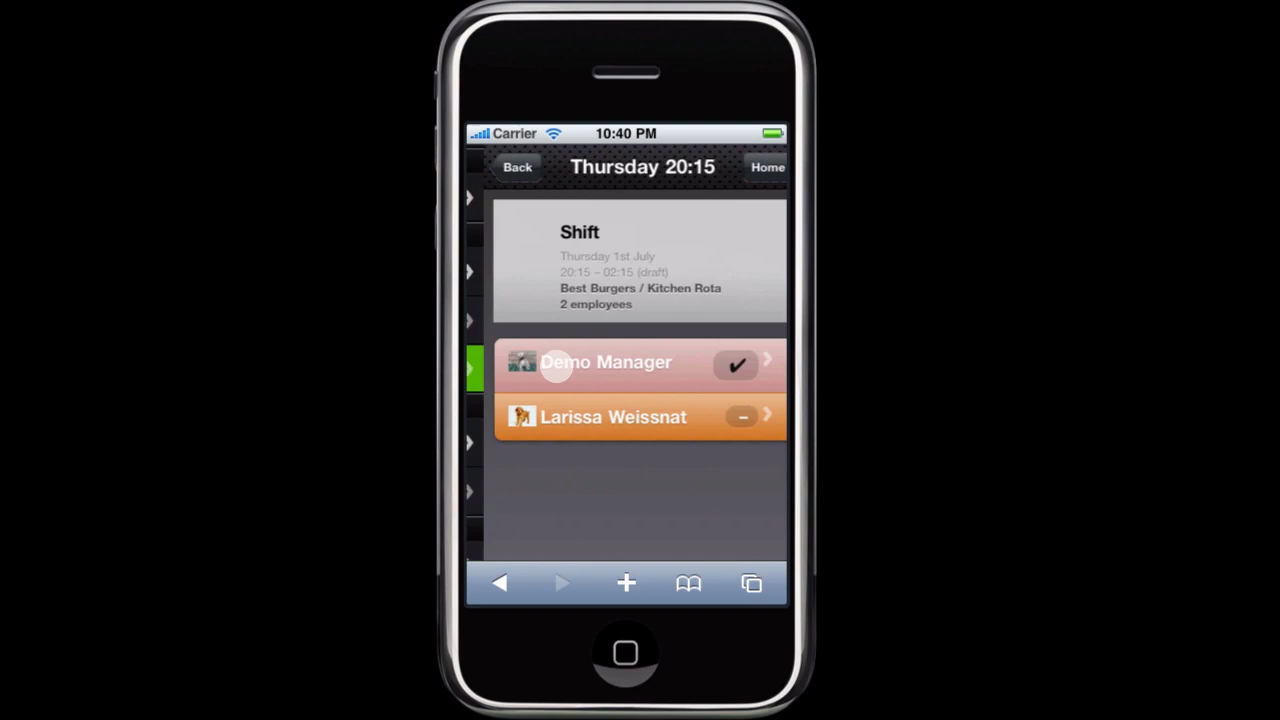 Carrier 10:40 PM
Back Thursday 20:15 Home
Shift
Thursday 1st July
20:15 – 02:15 (draft)
Best Burgers / Kitchen Rota
2 employees
Demo Manager ✔
Larissa Weissnat –